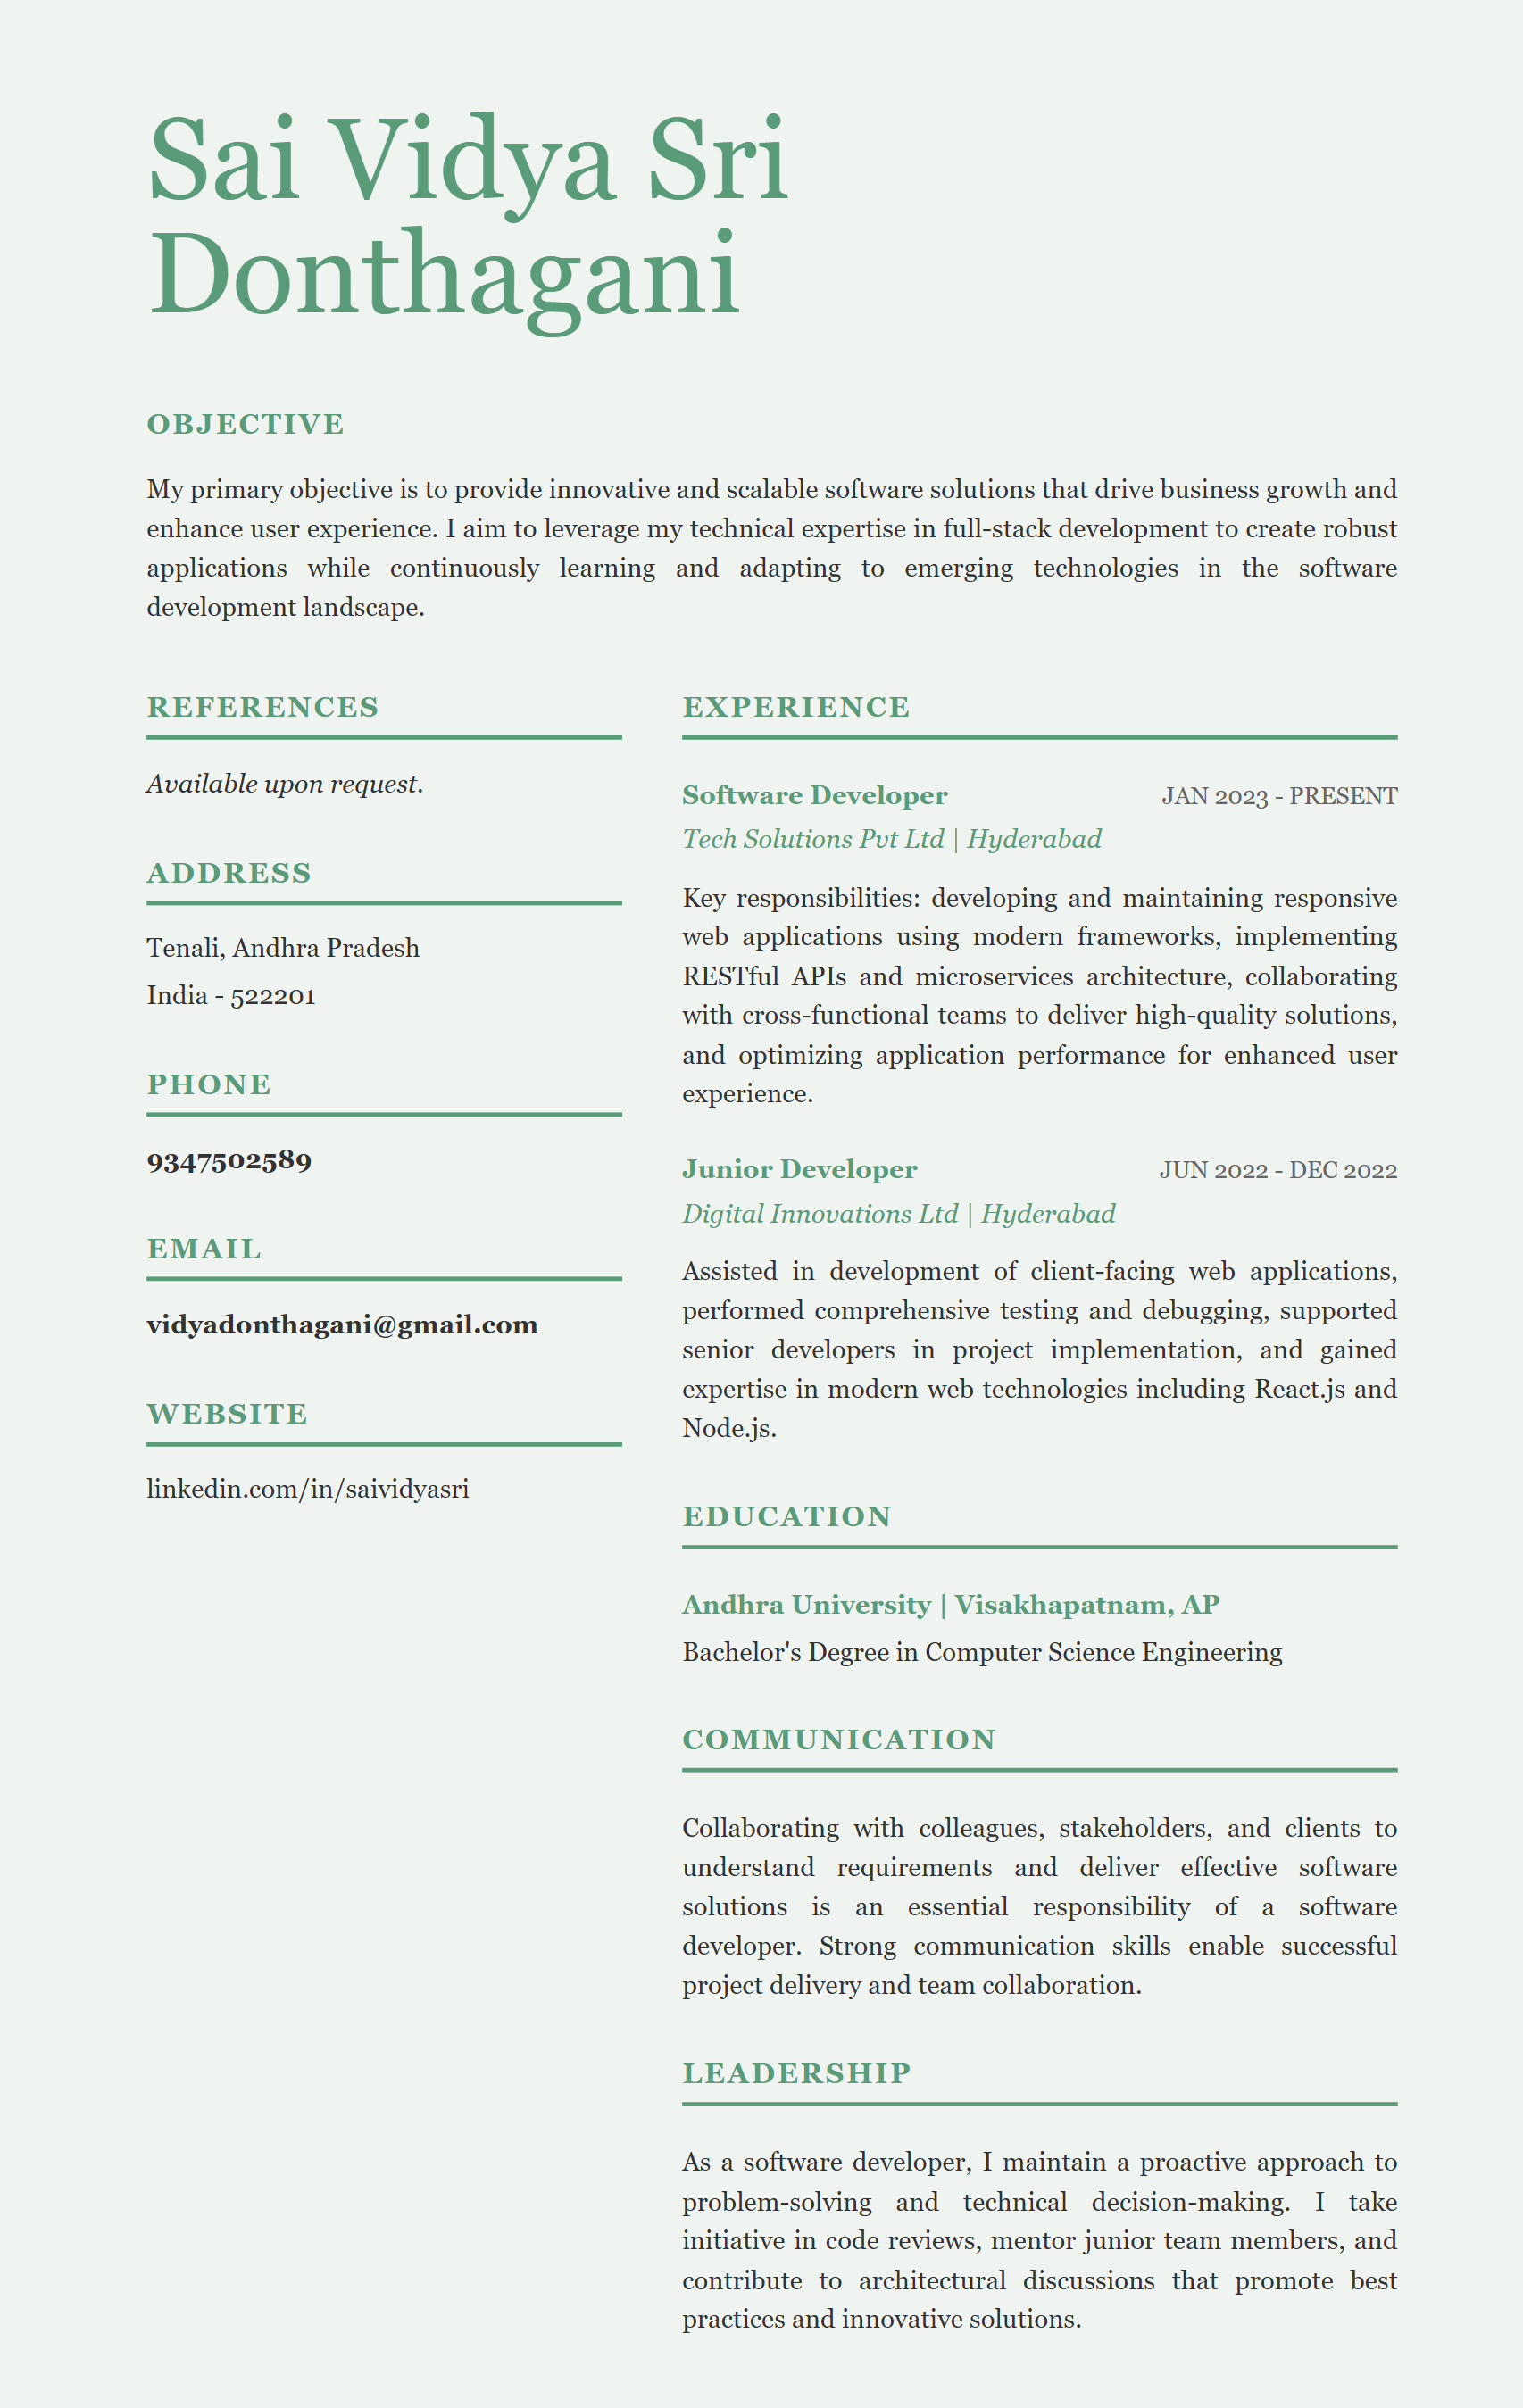 Sai Vidya Sri
Donthagani
OBJECTIVE
My primary objective is to provide innovative and scalable software solutions that drive business growth and
enhance user experience. I aim to leverage my technical expertise in full-stack development to create robust
applications while continuously learning and adapting to emerging technologies in the software
development landscape.
REFERENCES
Available upon request.
ADDRESS
Tenali, Andhra Pradesh
India - 522201
PHONE
9347502589
EMAIL
vidyadonthagani@gmail.com
WEBSITE
linkedin.com/in/saividyasri
EXPERIENCE
Software Developer JAN 2023 - PRESENT
Tech Solutions Pvt Ltd | Hyderabad
Key responsibilities: developing and maintaining responsive
web applications using modern frameworks, implementing
RESTful APIs and microservices architecture, collaborating
with cross-functional teams to deliver high-quality solutions,
and optimizing application performance for enhanced user
experience.
Junior Developer JUN 2022 - DEC 2022
Digital Innovations Ltd | Hyderabad
Assisted in development of client-facing web applications,
performed comprehensive testing and debugging, supported
senior developers in project implementation, and gained
expertise in modern web technologies including React.js and
Node.js.
EDUCATION
Andhra University | Visakhapatnam, AP
Bachelor's Degree in Computer Science Engineering
COMMUNICATION
Collaborating with colleagues, stakeholders, and clients to
understand requirements and deliver effective software
solutions is an essential responsibility of a software
developer. Strong communication skills enable successful
project delivery and team collaboration.
LEADERSHIP
As a software developer, I maintain a proactive approach to
problem-solving and technical decision-making. I take
initiative in code reviews, mentor junior team members, and
contribute to architectural discussions that promote best
practices and innovative solutions.